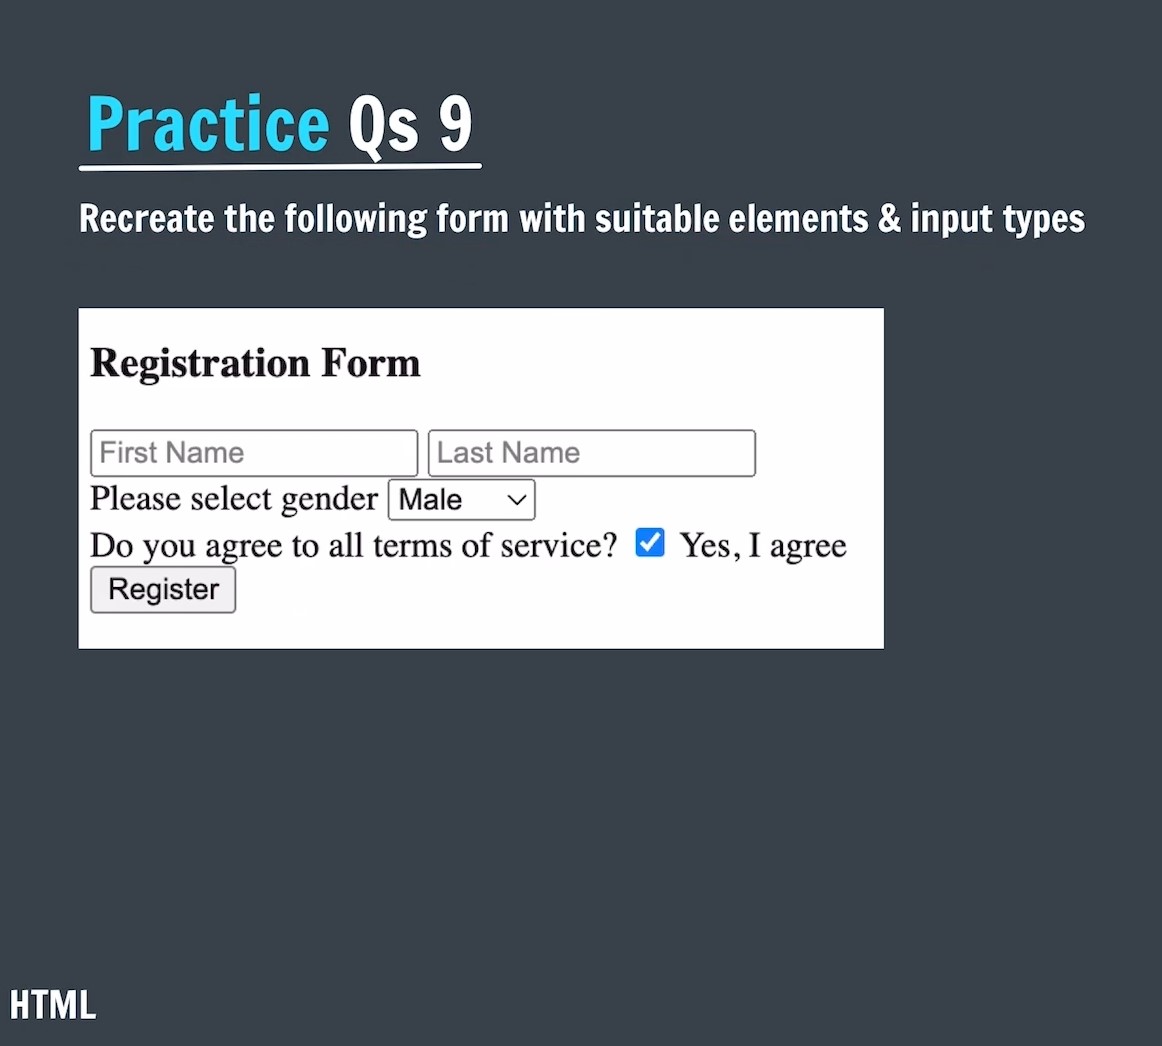 Practice Qs 9
Recreate the following form with suitable elements & input types
Registration Form
First Name Last Name
Please select gender Male
Do you agree to all terms of service? Yes, I agree
Register
HTML